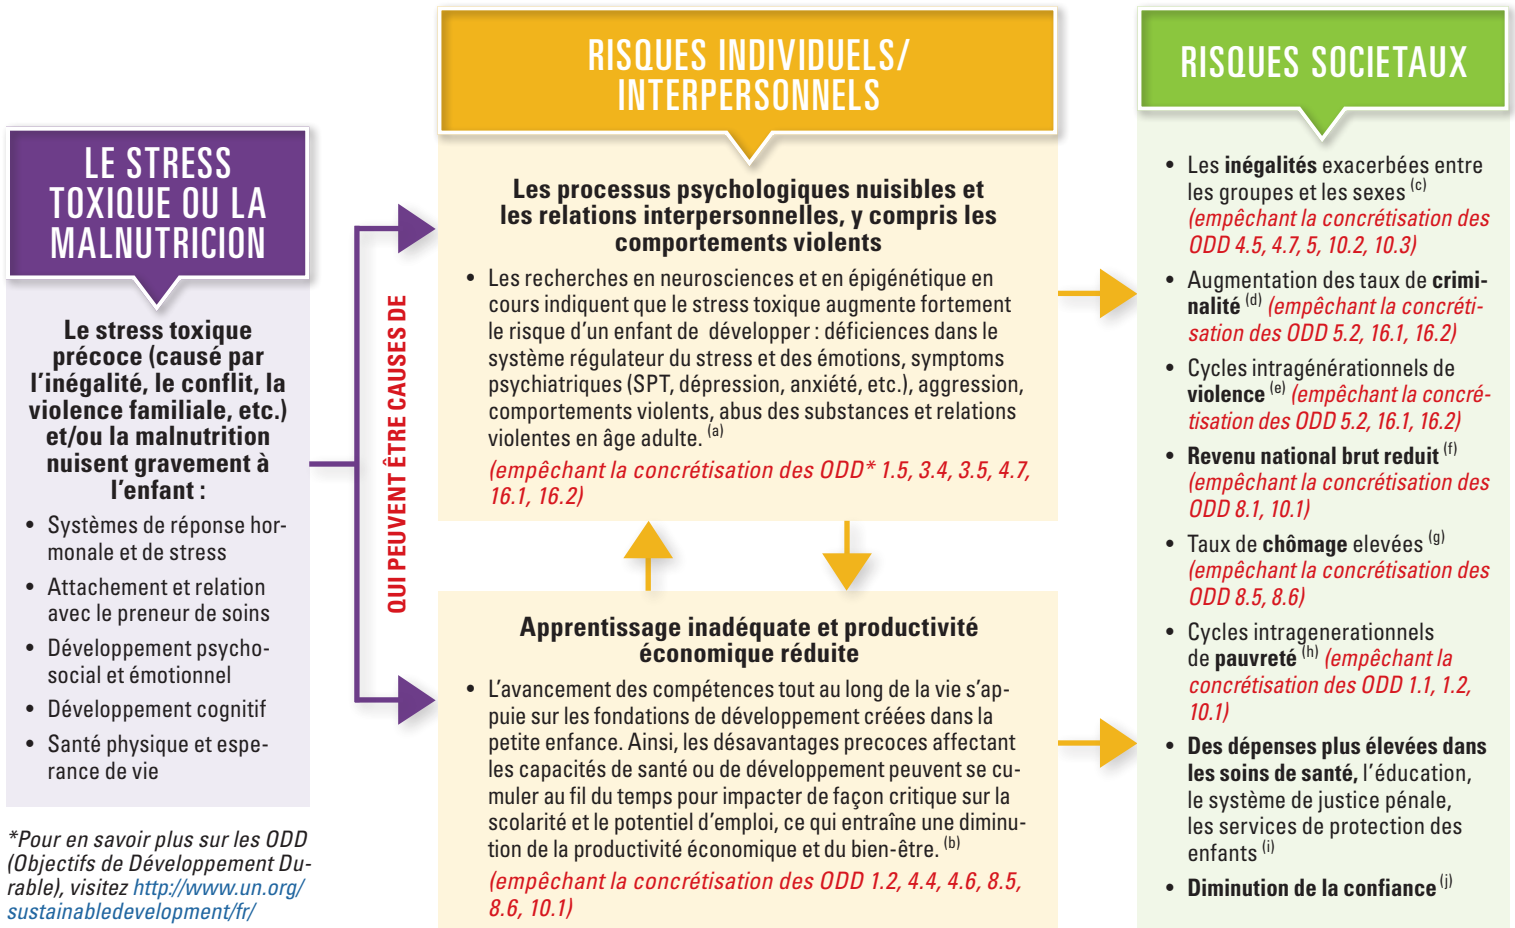 LE STRESS
TOXIQUE OU LA
MALNUTRICION
Le stress toxique
précoce (causé par
l'inégalité, le conflit, la
violence familiale, etc.)
et/ou la malnutrition
nuisent gravement à
l'enfant :
• Systèmes de réponse hor-
monale et de stress
• Attachement et relation
avec le preneur de soins
• Développement psycho-
social et émotionnel
• Développement cognitif
• Santé physique et espe-
rance de vie
*Pour en savoir plus sur les ODD
(Objectifs de Développement Du-
rable), visitez http://www.un.org/
sustainabledevelopment/fr/
QUI PEUVENT ÊTRE CAUSES DE
RISQUES INDIVIDUELS/
INTERPERSONNELS
Les processus psychologiques nuisibles et
les relations interpersonnelles, y compris les
comportements violents
• Les recherches en neurosciences et en épigénétique en
cours indiquent que le stress toxique augmente fortement
le risque d'un enfant de développer : déficiences dans le
système régulateur du stress et des émotions, symptoms
psychiatriques (SPT, dépression, anxiété, etc.), aggression,
comportements violents, abus des substances et relations
violentes en âge adulte. (a)
(empêchant la concrétisation des ODD* 1.5, 3.4, 3.5, 4.7,
16.1, 16.2)
Apprentissage inadéquate et productivité
économique réduite
• L'avancement des compétences tout au long de la vie s'ap-
puie sur les fondations de développement créées dans la
petite enfance. Ainsi, les désavantages precoces affectant
les capacités de santé ou de développement peuvent se cu-
muler au fil du temps pour impacter de façon critique sur la
scolarité et le potentiel d'emploi, ce qui entraîne une diminu-
tion de la productivité économique et du bien-être. (b)
(empêchant la concrétisation des ODD 1.2, 4.4, 4.6, 8.5,
8.6, 10.1)
RISQUES SOCIETAUX
• Les inégalités exacerbées entre
les groupes et les sexes (c)
(empêchant la concrétisation des
ODD 4.5, 4.7, 5, 10.2, 10.3)
• Augmentation des taux de crimi-
nalité (d) (empêchant la concréti-
sation des ODD 5.2, 16.1, 16.2)
• Cycles intragénérationnels de
violence (e) (empêchant la concré-
tisation des ODD 5.2, 16.1, 16.2)
• Revenu national brut reduit (f)
(empêchant la concrétisation des
ODD 8.1, 10.1)
• Taux de chômage elevées (g)
(empêchant la concrétisation des
ODD 8.5, 8.6)
• Cycles intragenerationnels
de pauvreté (h) (empêchant la
concrétisation des ODD 1.1, 1.2,
10.1)
• Des dépenses plus élevées dans
les soins de santé, l'éducation,
le système de justice pénale,
les services de protection des
enfants (i)
• Diminution de la confiance (j)